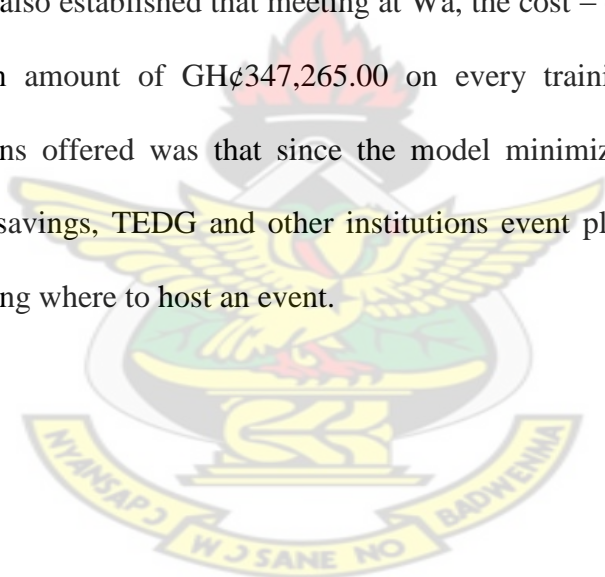 also established that meeting at Wa, the cost –
amount of GH₵347,265.00 on every traini
ns offered was that since the model minimiz
savings, TEDG and other institutions event pl
ng where to host an event.
NYANSAPƆ
WƆSANE NO
BADWENMA